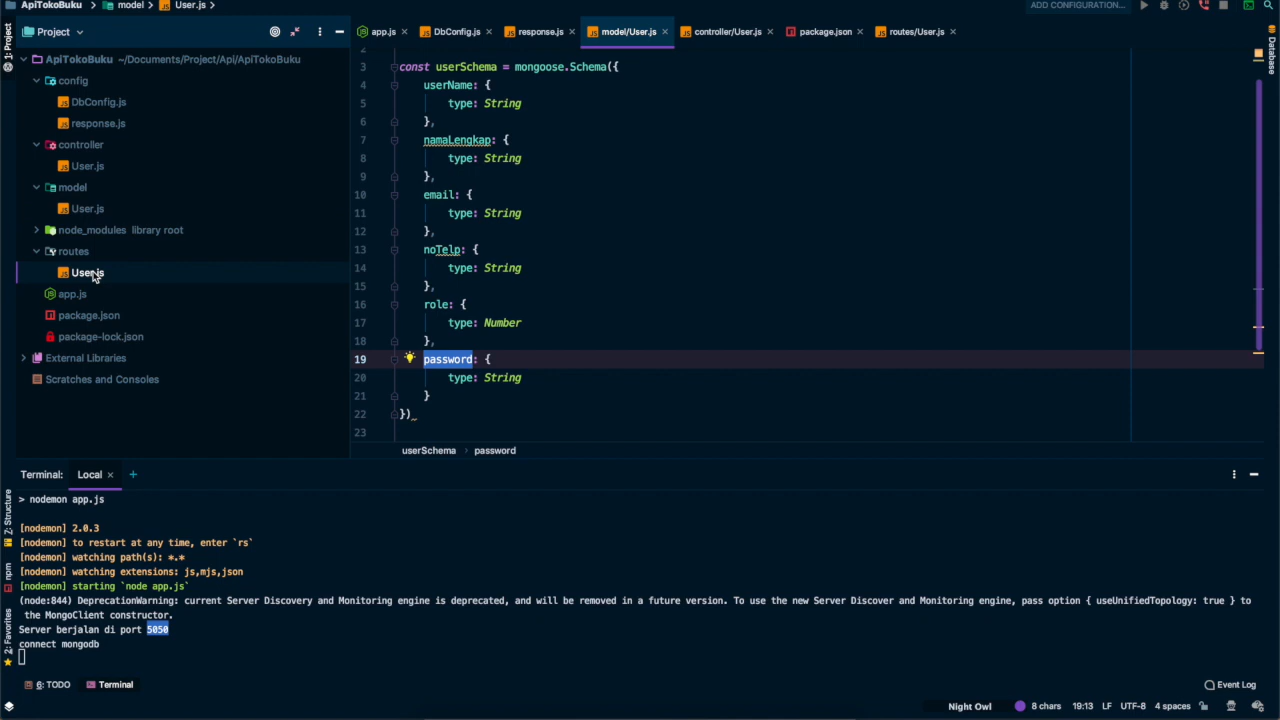 ApiTokoBuku > model > User.js
ADD CONFIGURATION...
1: Project
Project
app.js
DbConfig.js
response.js
model/User.js
controller/User.js
package.json
routes/User.js
Database
ApiTokoBuku ~/Documents/Project/Api/ApiTokoBuku
config
DbConfig.js
response.js
controller
User.js
model
User.js
node_modules library root
routes
User.js
app.js
package.json
package-lock.json
External Libraries
Scratches and Consoles
2
3 const userSchema = mongoose.Schema({
4 userName: {
5 type: String
6 },
7 namaLengkap: {
8 type: String
9 },
10 email: {
11 type: String
12 },
13 noTelp: {
14 type: String
15 },
16 role: {
17 type: Number
18 },
19 password: {
20 type: String
21 }
22 })
23
userSchema > password
Terminal: Local +
> nodemon app.js
[nodemon] 2.0.3
[nodemon] to restart at any time, enter `rs`
[nodemon] watching path(s): *.*
[nodemon] watching extensions: js,mjs,json
[nodemon] starting `node app.js`
(node:844) DeprecationWarning: current Server Discovery and Monitoring engine is deprecated, and will be removed in a future version. To use the new Server Discover and Monitoring engine, pass option { useUnifiedTopology: true } to
the MongoClient constructor.
Server berjalan di port 5050
connect mongodb
Z: Structure
npm
2: Favorites
6: TODO
Terminal
Event Log
Night Owl
8 chars 19:13 LF UTF-8 4 spaces